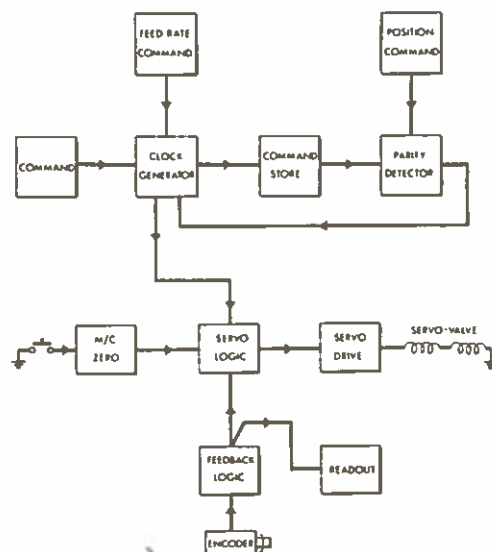 FEED RATE
COMMAND
POSITION
COMMAND
COMMAND
CLOCK
GENERATOR
COMMAND
STORE
PARITY
DETECTOR
M/C
ZERO
SERVO
LOGIC
SERVO
DRIVE
SERVO-VALVE
FEEDBACK
LOGIC
READOUT
ENCODER